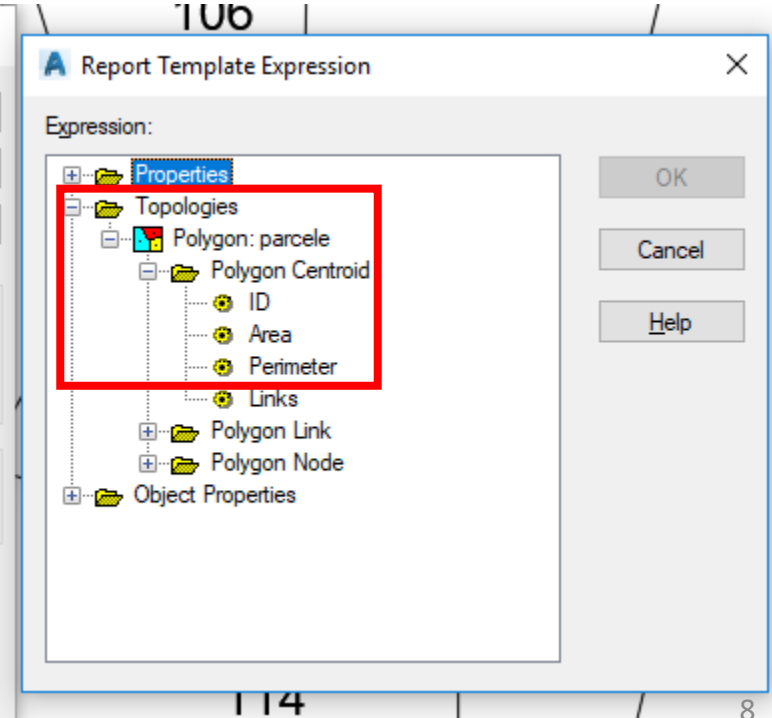 106
Report Template Expression
Expression:
Properties
Topologies
Polygon: parcele
Polygon Centroid
ID
Area
Perimeter
Links
Polygon Link
Polygon Node
Object Properties
OK
Cancel
Help
114
8